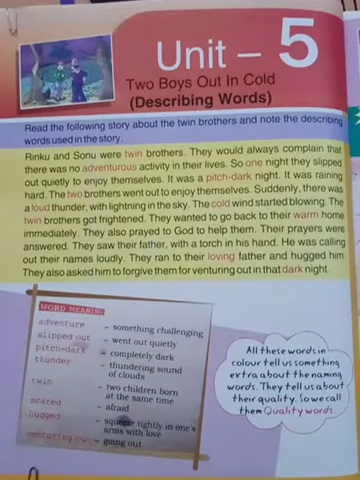 Unit – 5
Two Boys Out In Cold
(Describing Words)
Read the following story about the twin brothers and note the describing
words used in the story.
Rinku and Sonu were twin brothers. They would always complain that
there was no adventurous activity in their lives. So one night they slipped
out quietly to enjoy themselves. It was a pitch-dark night. It was raining
hard. The two brothers went out to enjoy themselves. Suddenly, there was
a loud thunder, with lightning in the sky. The cold wind started blowing. The
twin brothers got frightened. They wanted to go back to their warm home
immediately. They also prayed to God to help them. Their prayers were
answered. They saw their father, with a torch in his hand. He was calling
out their names loudly. They ran to their loving father and hugged him.
They also asked him to forgive them for venturing out in that dark night.
WORD MEANING
adventure – something challenging
slipped out – went out quietly
pitch-dark – completely dark
thunder – thundering sound
of clouds
twin – two children born
at the same time
scared – afraid
hugged – squeeze tightly in one's
arms with love
venturing out – going out
All these words in
colour tell us something
extra about the naming
words. They tell us about
their quality. So we call
them Quality words.